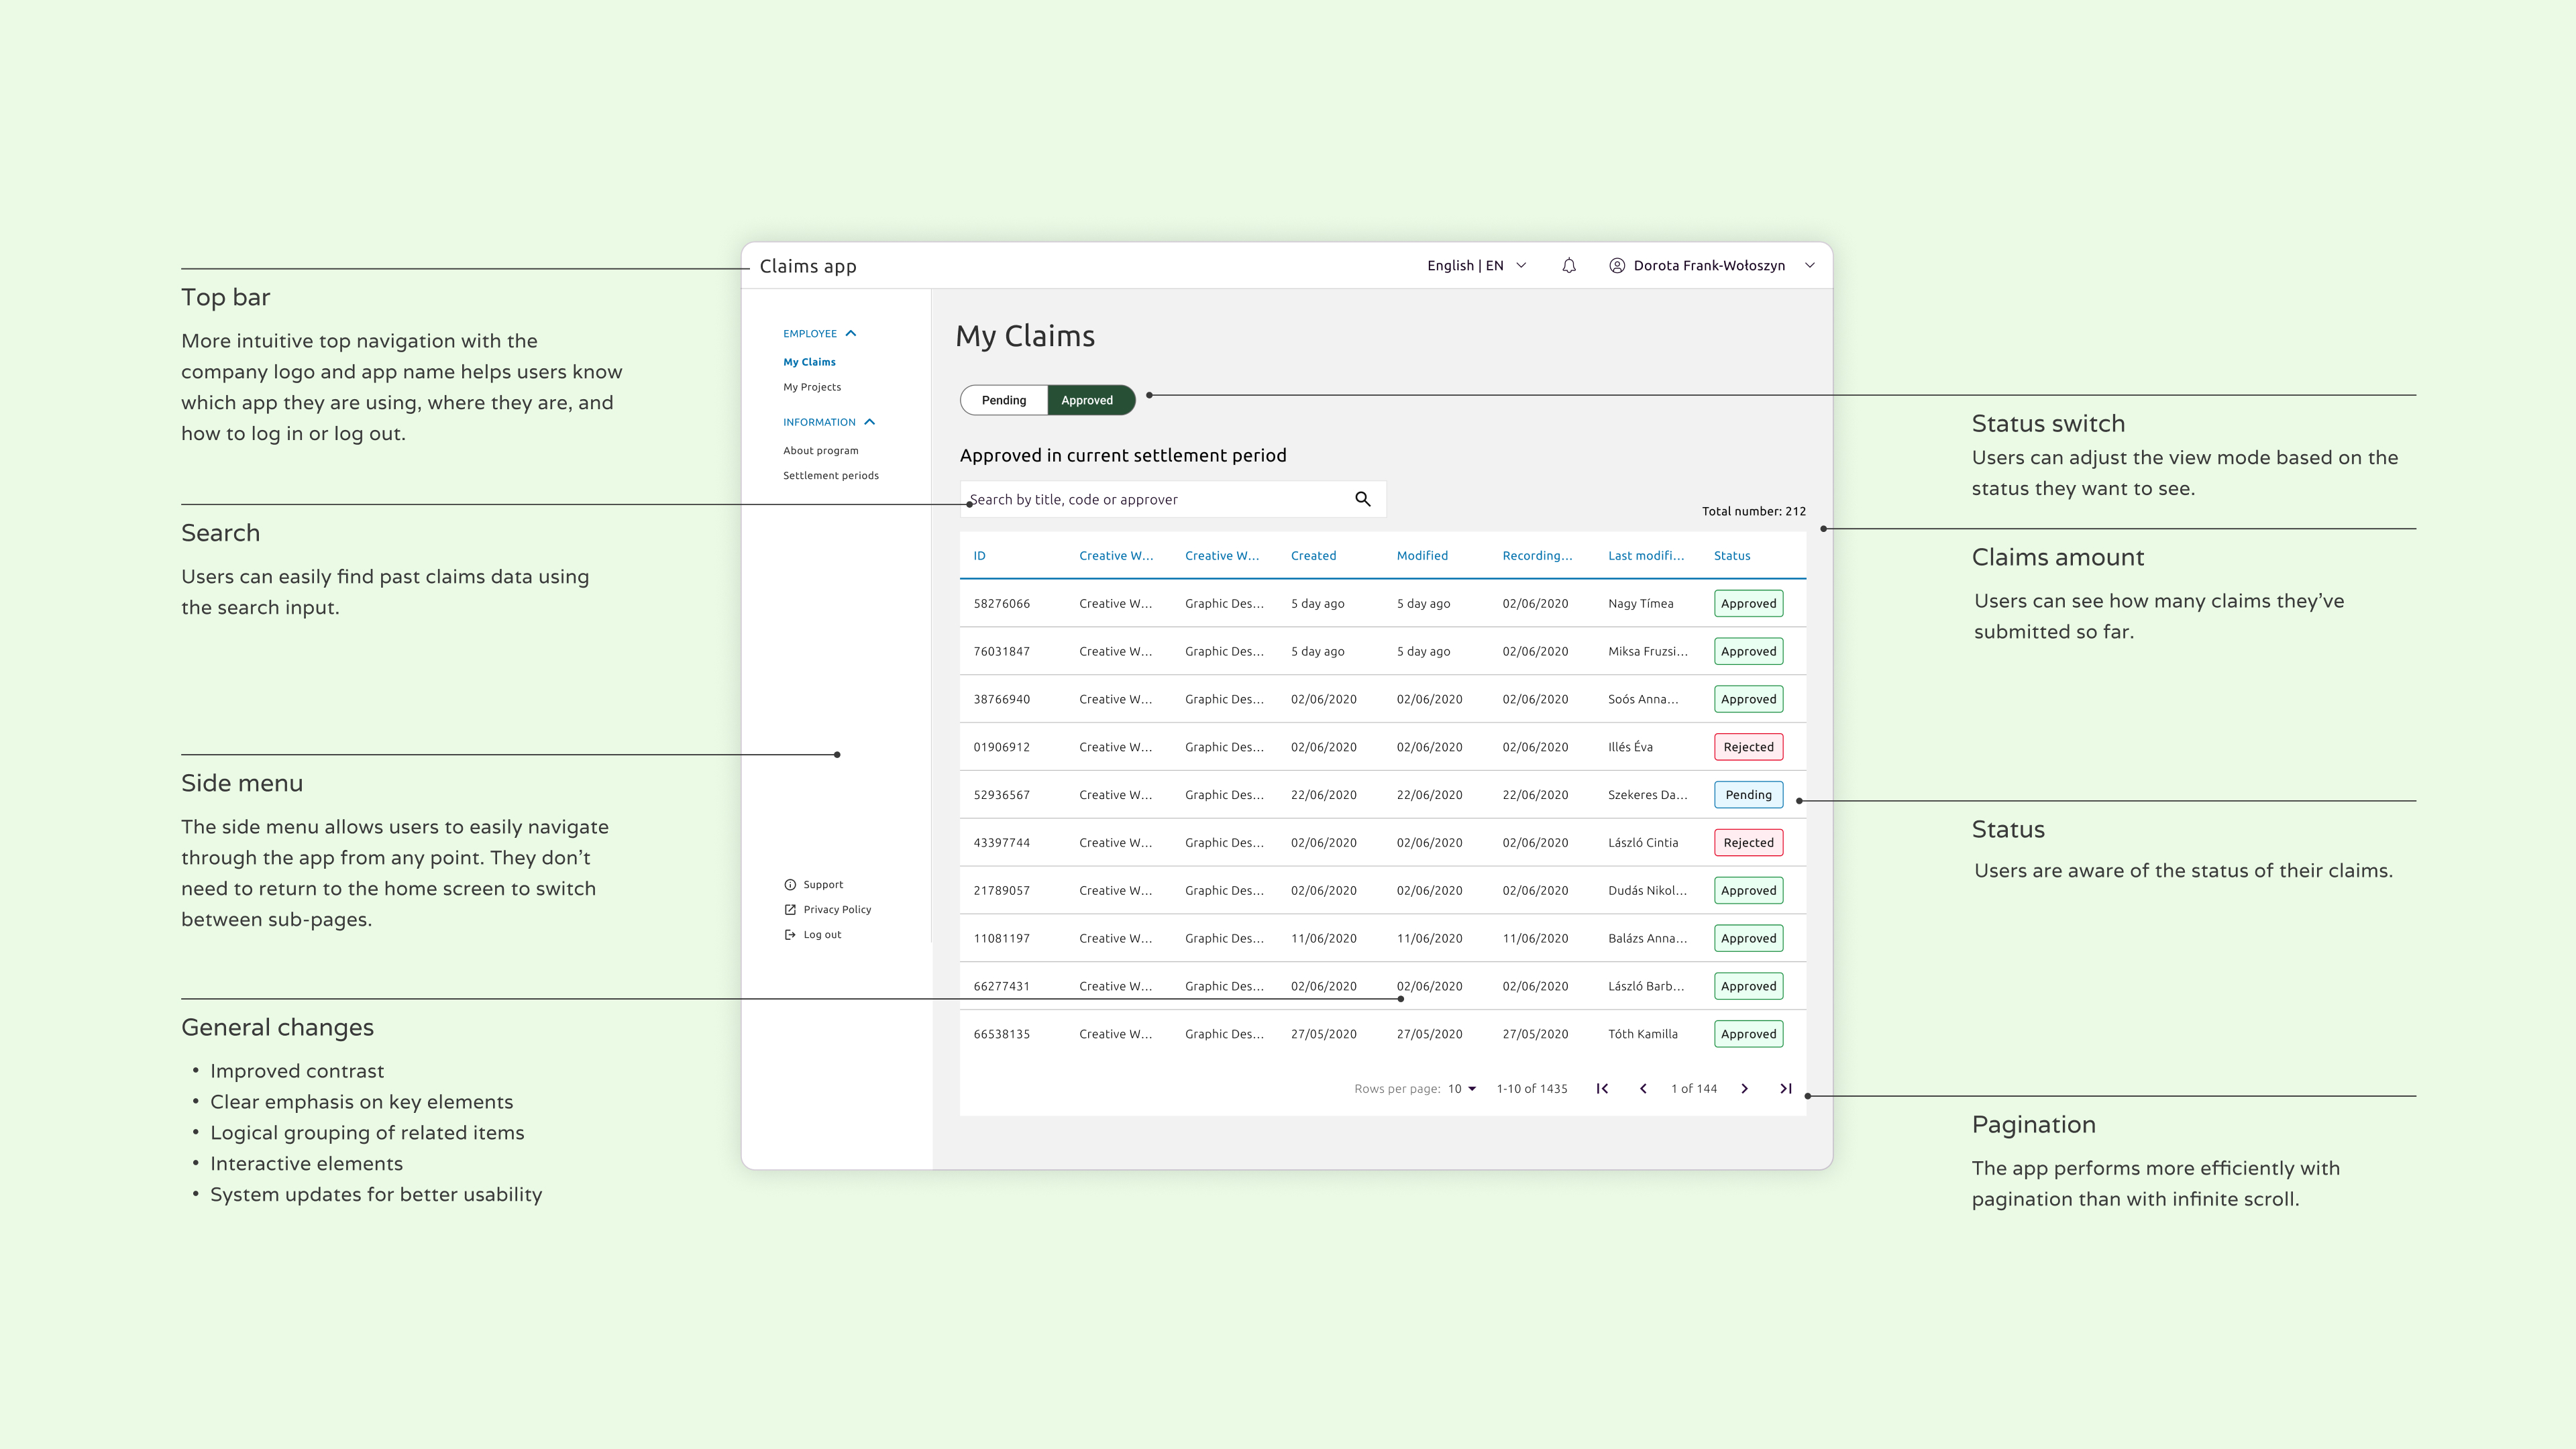 Top bar
More intuitive top navigation with the
company logo and app name helps users know
which app they are using, where they are, and
how to log in or log out.
Search
Users can easily find past claims data using
the search input.
Side menu
The side menu allows users to easily navigate
through the app from any point. They don't
need to return to the home screen to switch
between sub-pages.
General changes
• Improved contrast
• Clear emphasis on key elements
• Logical grouping of related items
• Interactive elements
• System updates for better usability
Claims app
English | EN
Dorota Frank-Wołoszyn
EMPLOYEE
My Claims
My Projects
INFORMATION
About program
Settlement periods
Support
Privacy Policy
Log out
My Claims
Pending Approved
Approved in current settlement period
Search by title, code or approver
Total number: 212
ID Creative W... Creative W... Created Modified Recording... Last modifi... Status
58276066 Creative W... Graphic Des... 5 day ago 5 day ago 02/06/2020 Nagy Tímea Approved
76031847 Creative W... Graphic Des... 5 day ago 5 day ago 02/06/2020 Miksa Fruzsi... Approved
38766940 Creative W... Graphic Des... 02/06/2020 02/06/2020 02/06/2020 Soós Anna... Approved
01906912 Creative W... Graphic Des... 02/06/2020 02/06/2020 02/06/2020 Illés Éva Rejected
52936567 Creative W... Graphic Des... 22/06/2020 22/06/2020 22/06/2020 Szekeres Da... Pending
43397744 Creative W... Graphic Des... 02/06/2020 02/06/2020 02/06/2020 László Cintia Rejected
21789057 Creative W... Graphic Des... 02/06/2020 02/06/2020 02/06/2020 Dudás Nikol... Approved
11081197 Creative W... Graphic Des... 11/06/2020 11/06/2020 11/06/2020 Balázs Anna... Approved
66277431 Creative W... Graphic Des... 02/06/2020 02/06/2020 02/06/2020 László Barb... Approved
66538135 Creative W... Graphic Des... 27/05/2020 27/05/2020 27/05/2020 Tóth Kamilla Approved
Rows per page: 10 1-10 of 1435 1 of 144
Status switch
Users can adjust the view mode based on the
status they want to see.
Claims amount
Users can see how many claims they've
submitted so far.
Status
Users are aware of the status of their claims.
Pagination
The app performs more efficiently with
pagination than with infinite scroll.